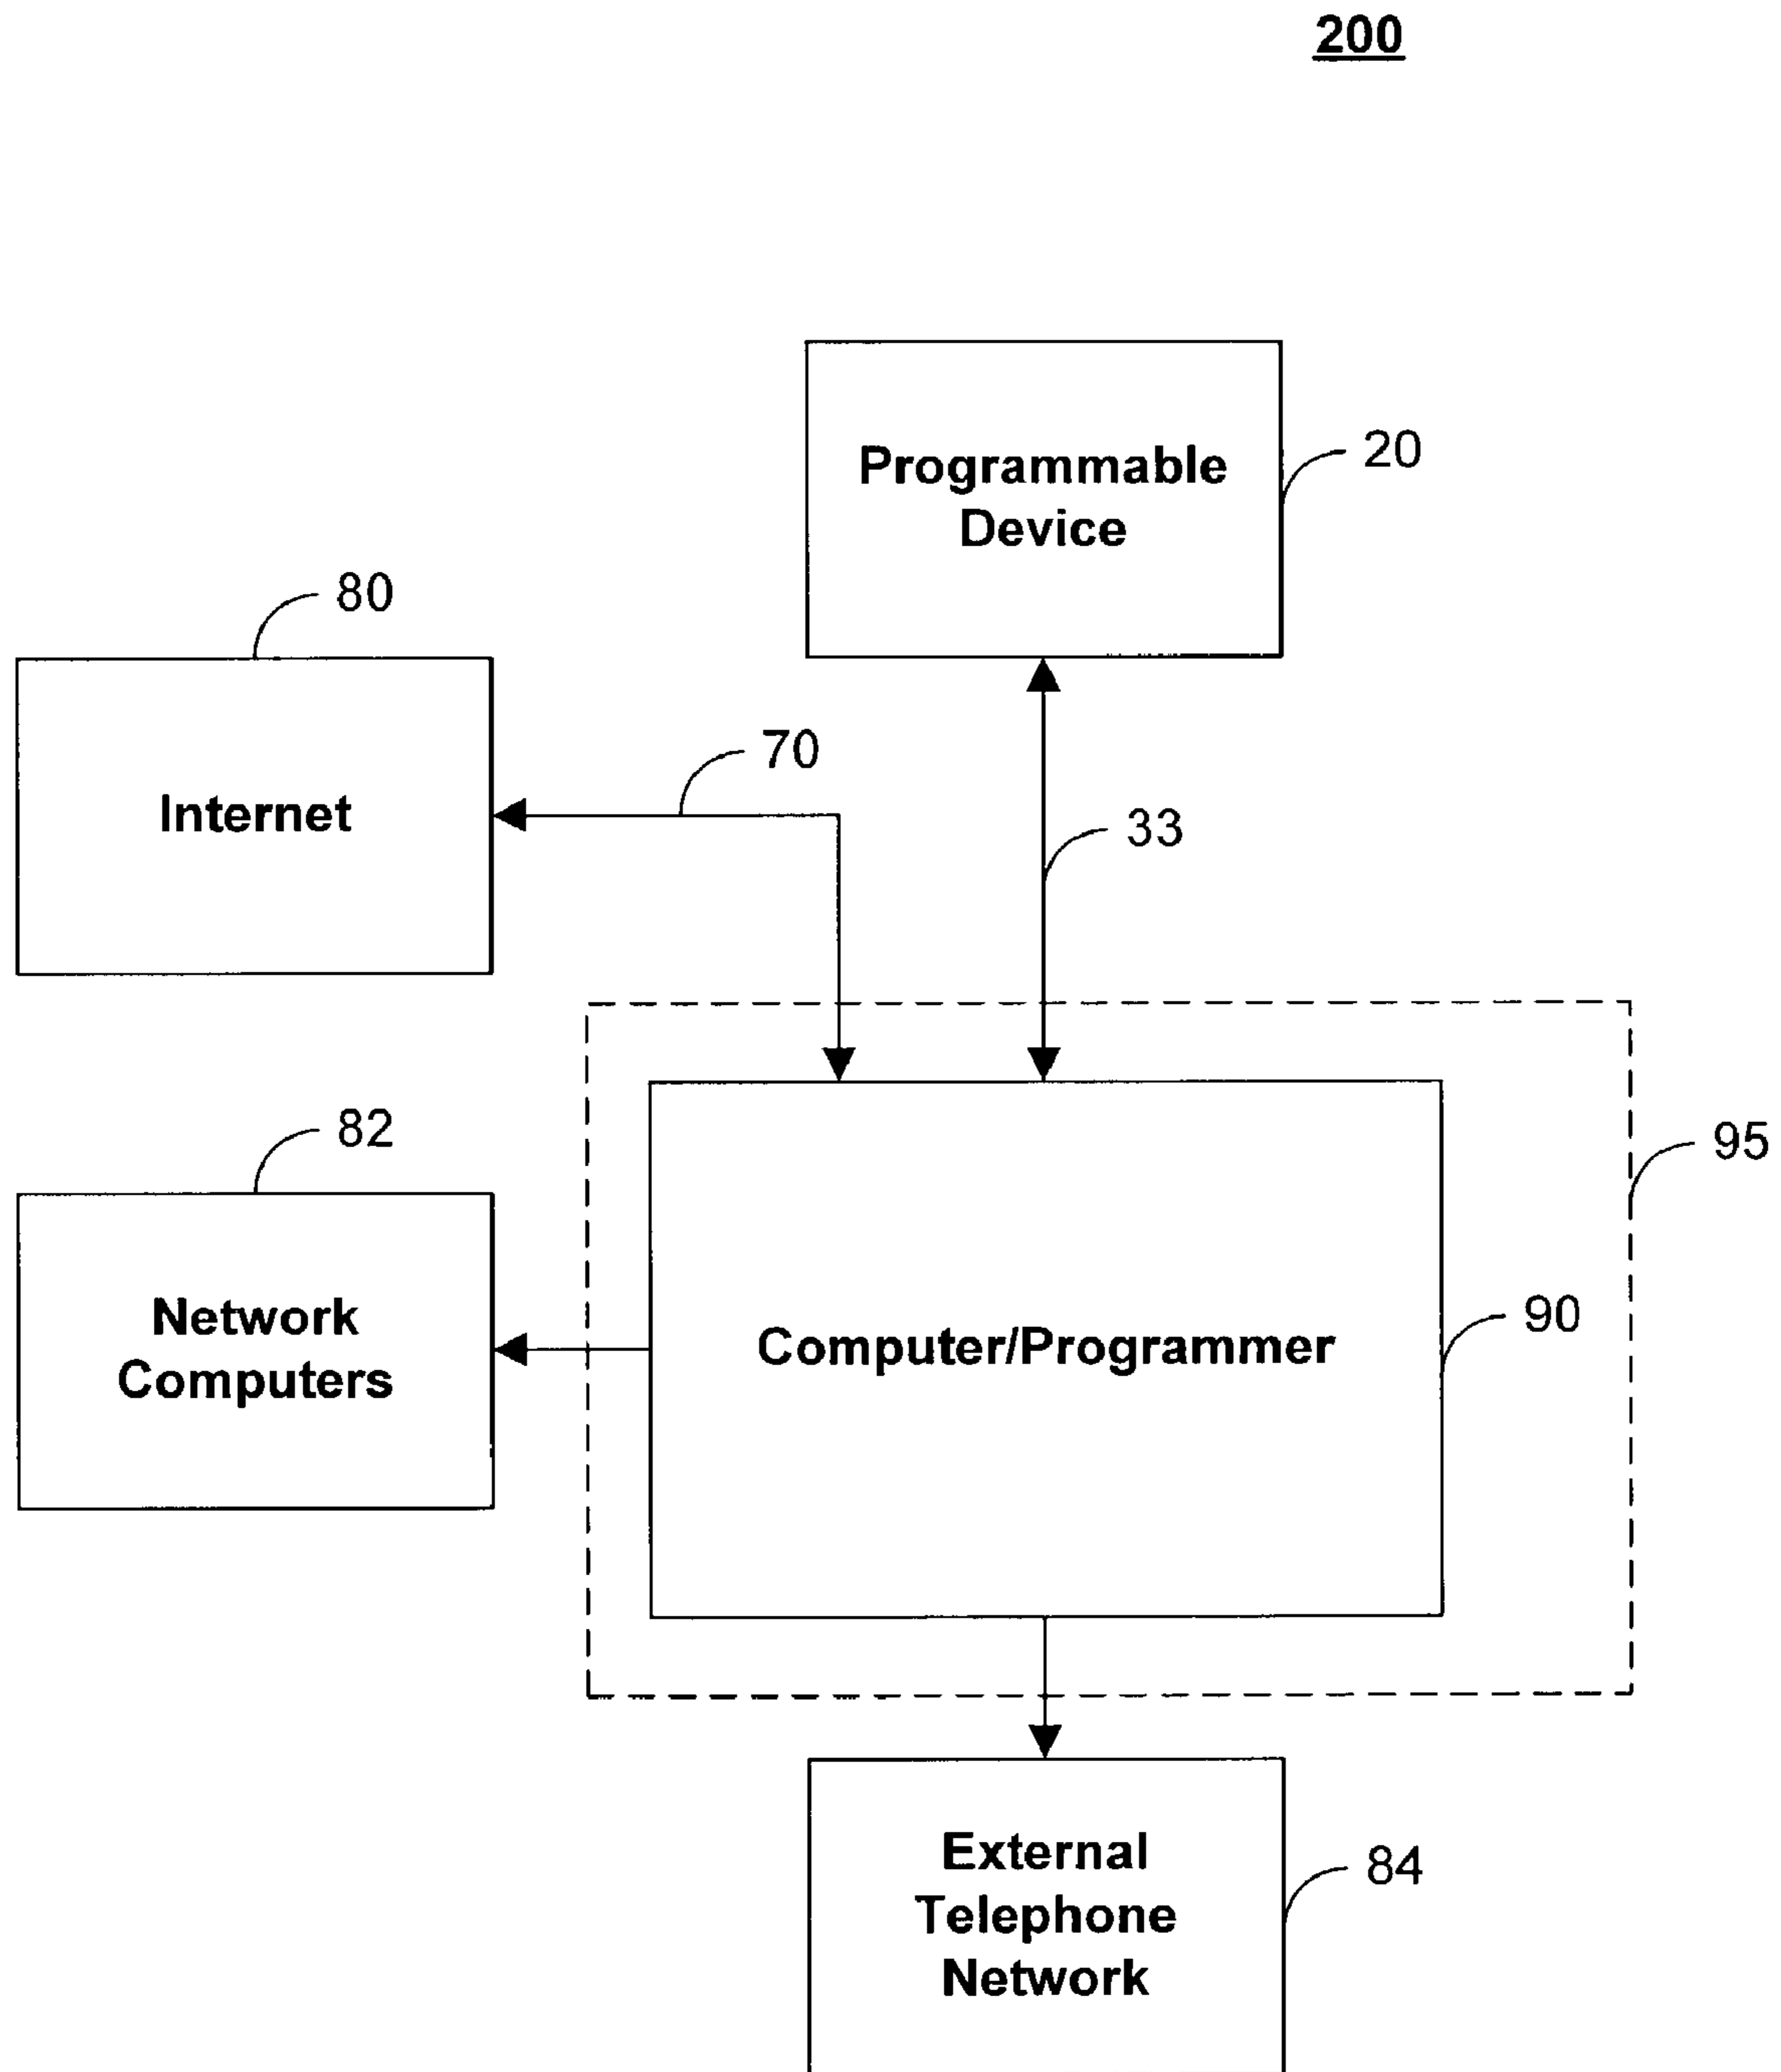 200
Programmable
Device
20
80
Internet
70
33
82
Network
Computers
95
Computer/Programmer
90
External
Telephone
Network
84